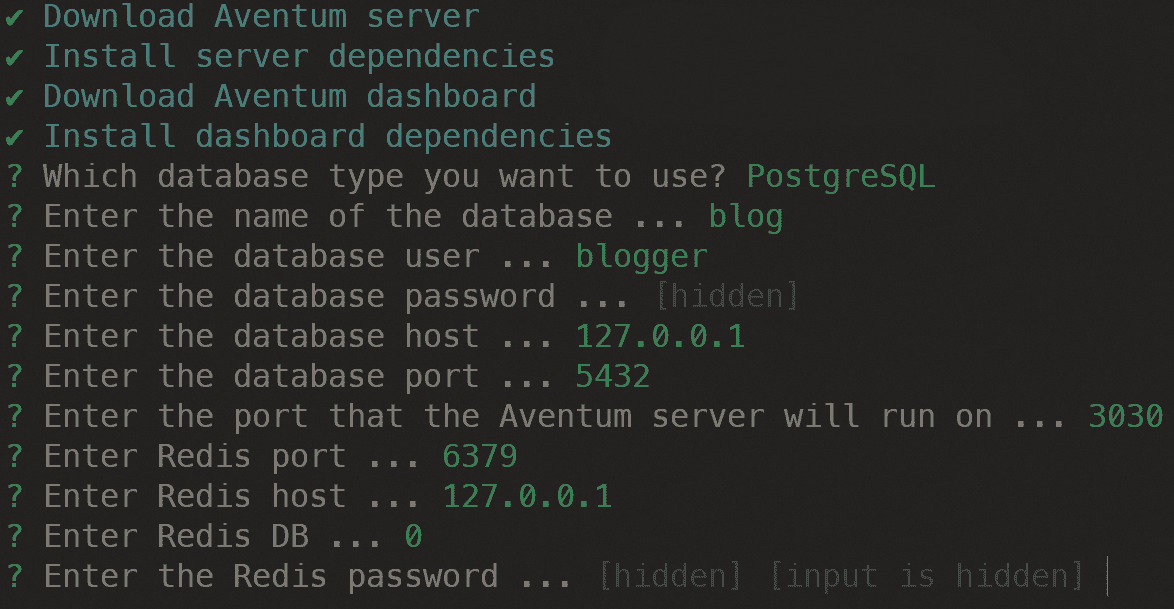 ✔ Download Aventum server
✔ Install server dependencies
✔ Download Aventum dashboard
✔ Install dashboard dependencies
? Which database type you want to use? PostgreSQL
? Enter the name of the database ... blog
? Enter the database user ... blogger
? Enter the database password ... [hidden]
? Enter the database host ... 127.0.0.1
? Enter the database port ... 5432
? Enter the port that the Aventum server will run on ... 3030
? Enter Redis port ... 6379
? Enter Redis host ... 127.0.0.1
? Enter Redis DB ... 0
? Enter the Redis password ... [hidden] [input is hidden]